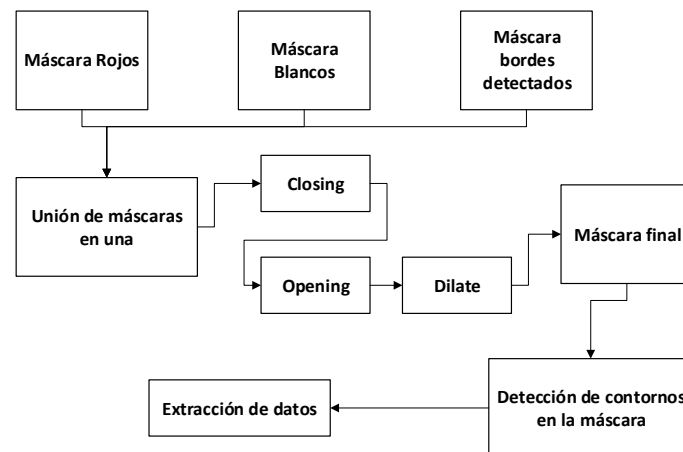 Máscara Rojos
Máscara
Blancos
Máscara
bordes
detectados
Unión de máscaras
en una
Closing
Opening
Dilate
Máscara final
Detección de contornos
en la máscara
Extracción de datos